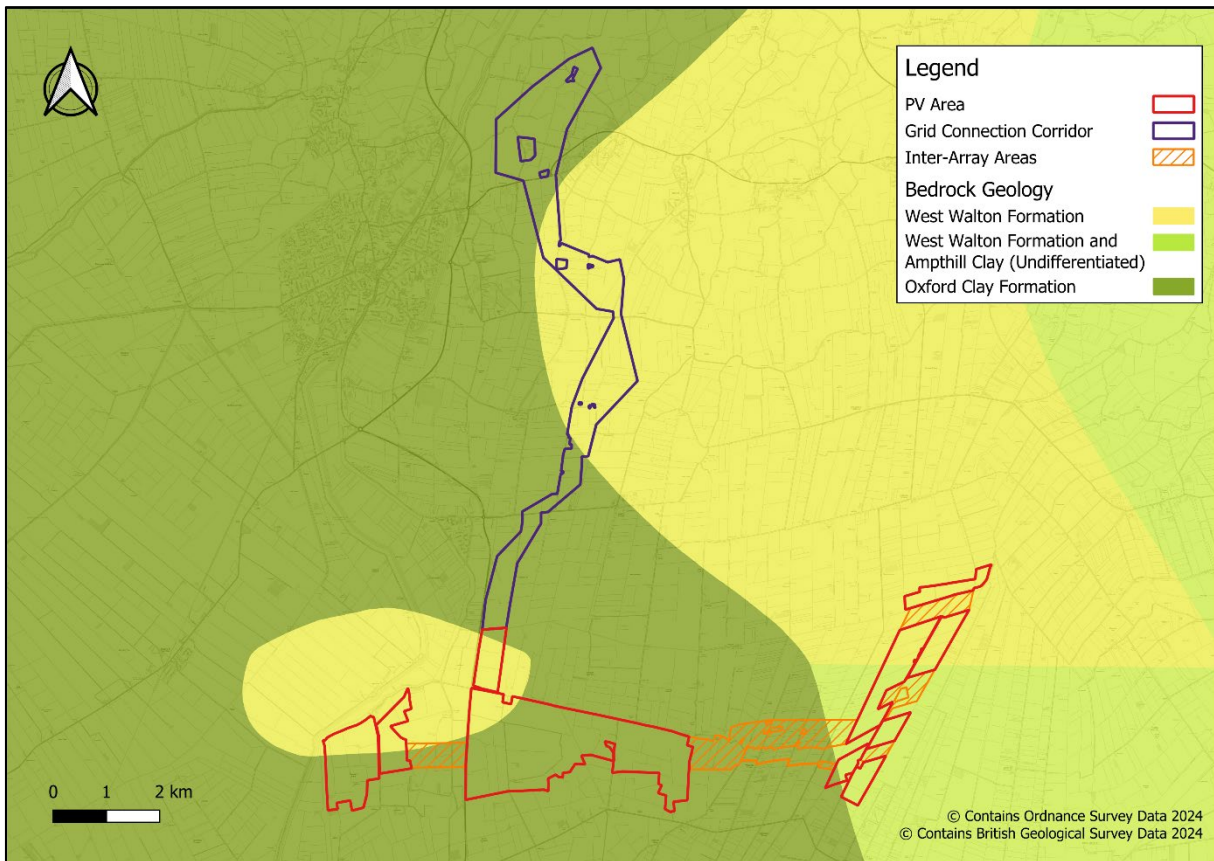 Legend
PV Area
Grid Connection Corridor
Inter-Array Areas
Bedrock Geology
West Walton Formation
West Walton Formation and
Ampthill Clay (Undifferentiated)
Oxford Clay Formation
0 1 2 km
© Contains Ordnance Survey Data 2024
© Contains British Geological Survey Data 2024